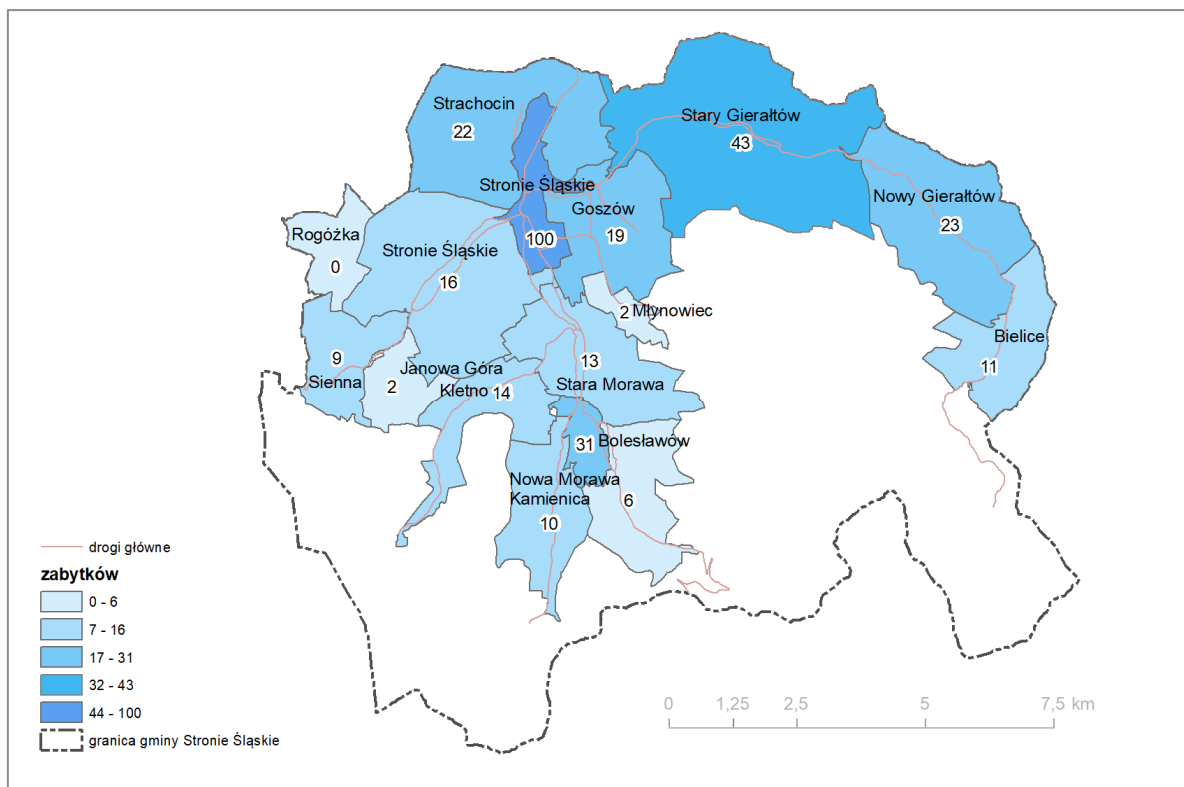 Strachocin
22
Stary Gierałtów
43
Stronie Śląskie
Goszów
19
Nowy Gierałtów
23
Rogóżka
0
Stronie Śląskie
16
100
2
Młynowiec
Bielice
11
9
Sienna
2
Janowa Góra
Kletno
14
13
Stara Morawa
31
Bolesławów
Nowa Morawa
Kamienica
10
6
drogi główne
zabytków
0 - 6
7 - 16
17 - 31
32 - 43
44 - 100
granica gminy Stronie Śląskie
0 1,25 2,5 5 7,5 km